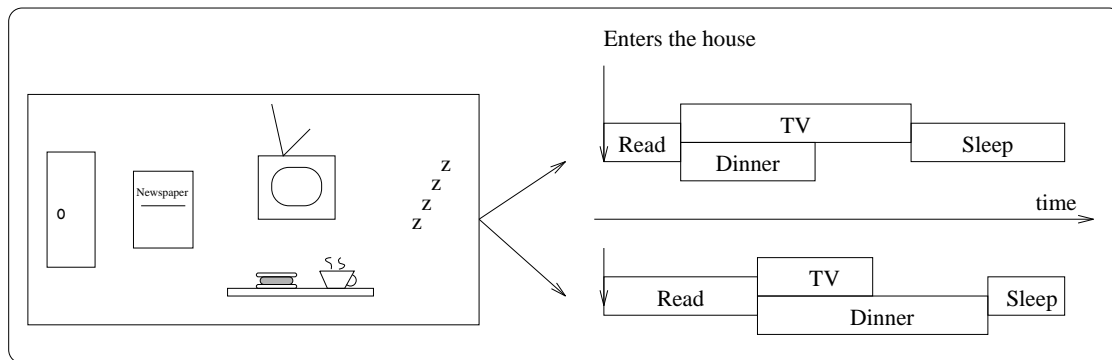 Enters the house
TV
Read
Sleep
Dinner
Newspaper
o
z
z
z
z
time
TV
Read
Sleep
Dinner